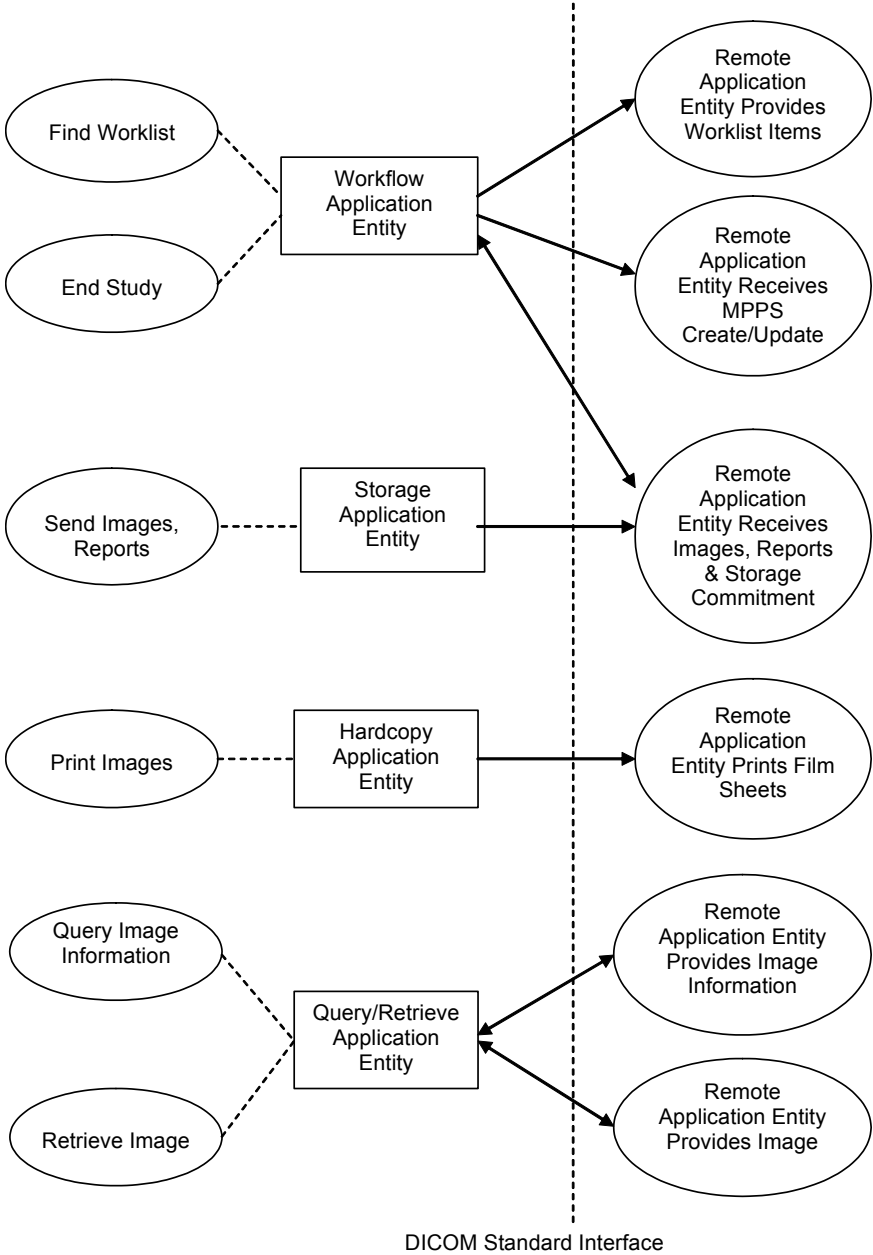 Remote
Application
Entity Provides
Worklist Items
Find Worklist
Workflow
Application
Entity
End Study
Remote
Application
Entity Receives
MPPS
Create/Update
Send Images,
Reports
Storage
Application
Entity
Remote
Application
Entity Receives
Images, Reports
& Storage
Commitment
Print Images
Hardcopy
Application
Entity
Remote
Application
Entity Prints Film
Sheets
Query Image
Information
Query/Retrieve
Application
Entity
Remote
Application Entity
Provides Image
Information
Retrieve Image
Remote
Application Entity
Provides Image
DICOM Standard Interface